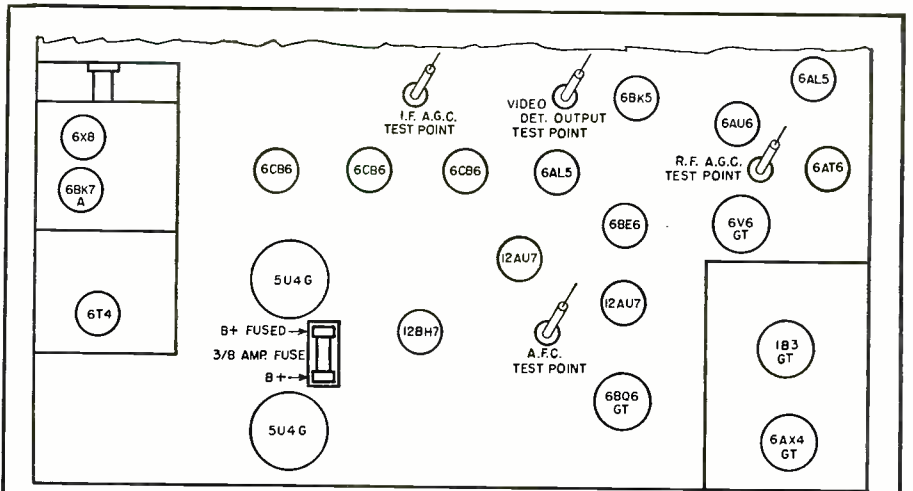 6AL5
I.F. A.G.C.
TEST POINT
VIDEO
DET. OUTPUT
TEST POINT
6BK5
6AU6
6X8
6CB6
6CB6
6CB6
6AL5
R.F. A.G.C.
TEST POINT
6AT6
6BK7
A
6BE6
6V6
GT
12AU7
5U4G
6T4
12AU7
B+ FUSED
3/8 AMP. FUSE
B+
12BH7
A.F.C.
TEST POINT
1B3
GT
6BQ6
GT
5U4G
6AX4
GT